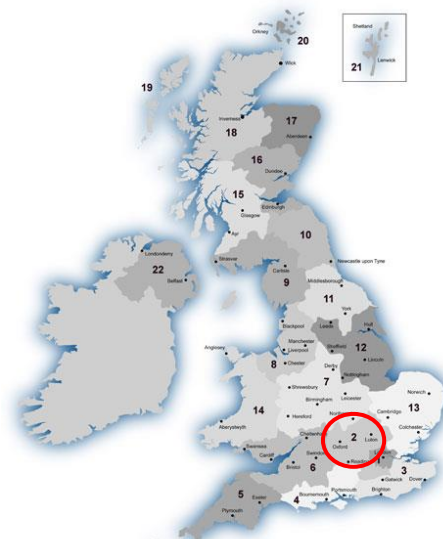 Shetland
Orkney
20
Lerwick
21
Wick
19
17
Inverness
18
Aberdeen
16
Dundee
15
Edinburgh
Glasgow
10
Ayr
Londonderry
Stranraer
Newcastle upon Tyne
22
Carlisle
Belfast
9
Middlesbrough
11
York
Blackpool
Leeds
Hull
Manchester
Anglesey
Liverpool
Sheffield
12
8
Chester
Lincoln
Derby
7
Nottingham
Shrewsbury
Norwich
Leicester
Birmingham
13
14
Cambridge
Hereford
Colchester
Aberystwyth
Cheltenham
2
Luton
Oxford
Swansea
Cardiff
Swindon
Bristol
6
Reading
3
Gatwick
Dover
5
Exeter
4
Bournemouth
Portsmouth
Brighton
Plymouth